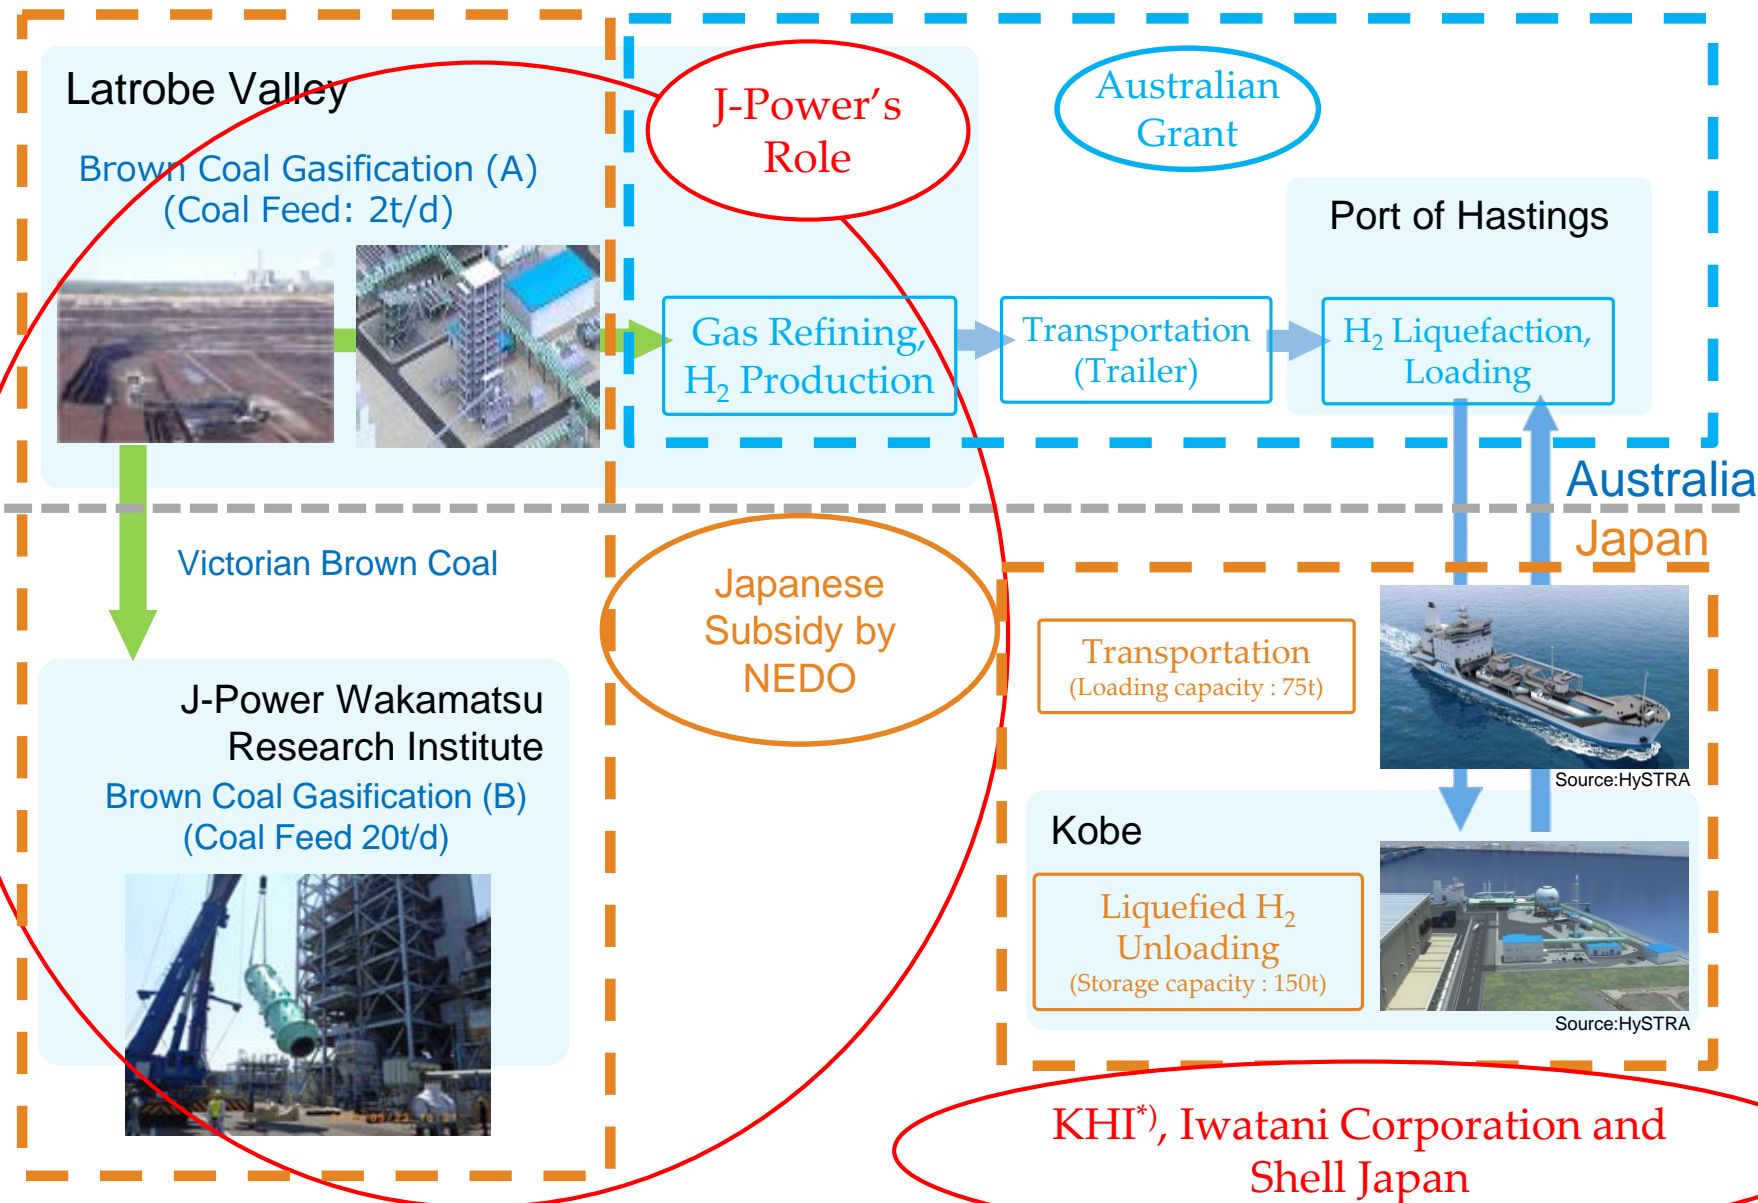 Latrobe Valley
Brown Coal Gasification (A)
(Coal Feed: 2t/d)
J-Power's
Role
Australian
Grant
Port of Hastings
Gas Refining,
H₂ Production
Transportation
(Trailer)
H₂ Liquefaction,
Loading
Australia
Japan
Victorian Brown Coal
Japanese
Subsidy by
NEDO
J-Power Wakamatsu
Research Institute
Brown Coal Gasification (B)
(Coal Feed 20t/d)
Transportation
(Loading capacity : 75t)
Source:HySTRA
Kobe
Liquefied H₂
Unloading
(Storage capacity : 150t)
Source:HySTRA
KHI*), Iwatani Corporation and
Shell Japan